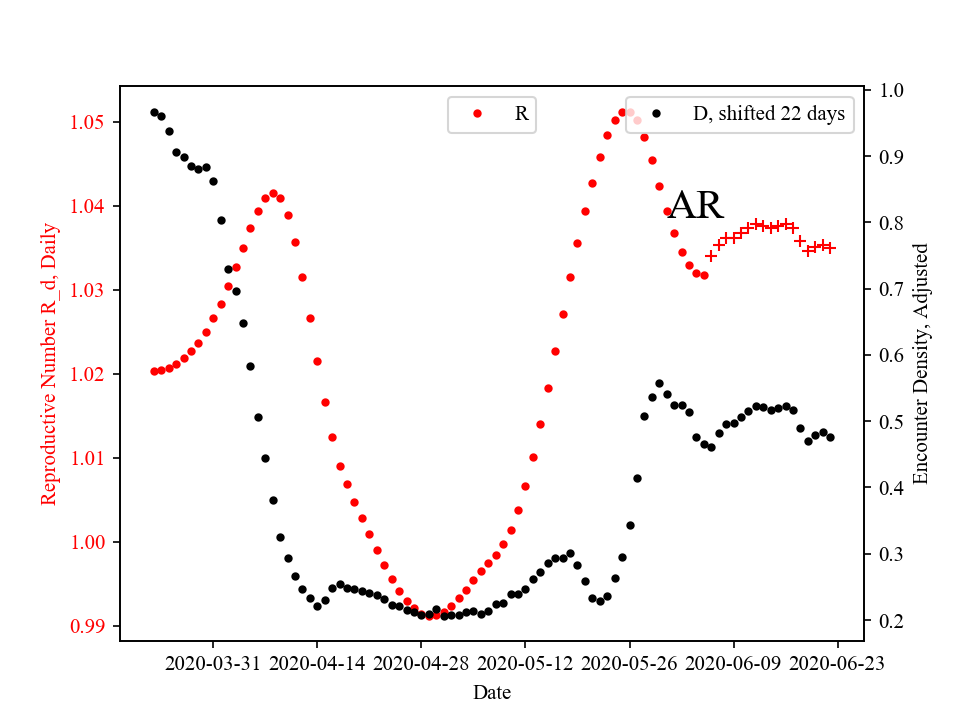 R
D, shifted 22 days
AR
Reproductive Number R_d, Daily
1.05
1.04
1.03
1.02
1.01
1.00
0.99
1.0
0.9
0.8
0.7
0.6
0.5
0.4
0.3
0.2
Encounter Density, Adjusted
2020-03-31 2020-04-14 2020-04-28 2020-05-12 2020-05-26 2020-06-09 2020-06-23
Date